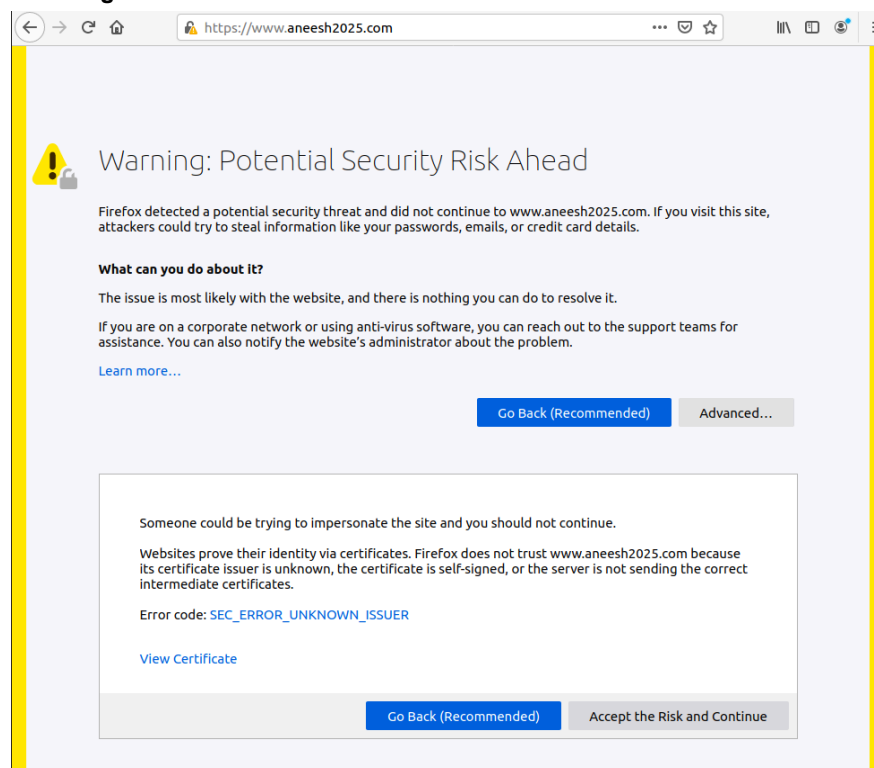 https://www.aneesh2025.com
Warning: Potential Security Risk Ahead
Firefox detected a potential security threat and did not continue to www.aneesh2025.com. If you visit this site,
attackers could try to steal information like your passwords, emails, or credit card details.
What can you do about it?
The issue is most likely with the website, and there is nothing you can do to resolve it.
If you are on a corporate network or using anti-virus software, you can reach out to the support teams for
assistance. You can also notify the website’s administrator about the problem.
Learn more…
Go Back (Recommended)
Advanced…
Someone could be trying to impersonate the site and you should not continue.
Websites prove their identity via certificates. Firefox does not trust www.aneesh2025.com because
its certificate issuer is unknown, the certificate is self-signed, or the server is not sending the correct
intermediate certificates.
Error code: SEC_ERROR_UNKNOWN_ISSUER
View Certificate
Go Back (Recommended)
Accept the Risk and Continue